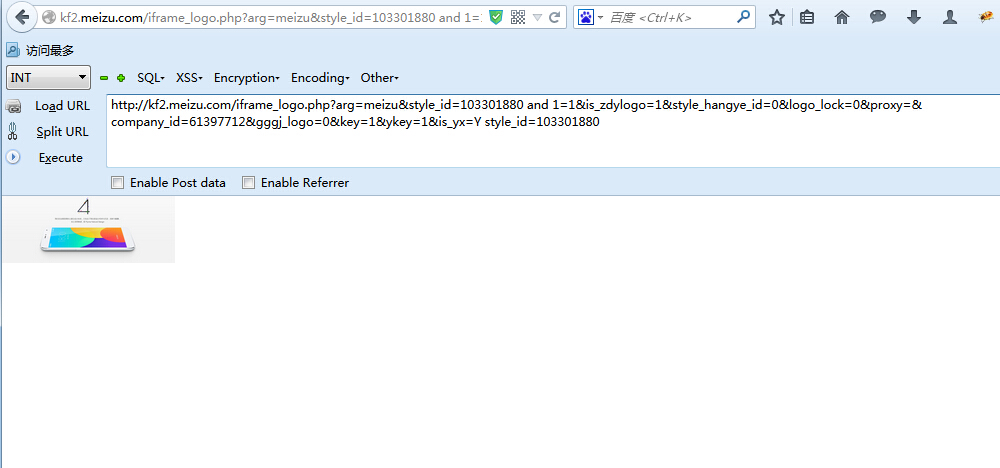 kf2.meizu.com/iframe_logo.php?arg=meizu&style_id=103301880 and 1=1
百度 <Ctrl+K>
访问最多
INT SQL XSS Encryption Encoding Other
Load URL
Split URL
Execute
http://kf2.meizu.com/iframe_logo.php?arg=meizu&style_id=103301880 and 1=1&is_zdylogo=1&style_hangye_id=0&logo_lock=0&proxy=&
company_id=61397712&gggj_logo=0&key=1&ykey=1&is_yx=Y style_id=103301880
Enable Post data Enable Referrer
4